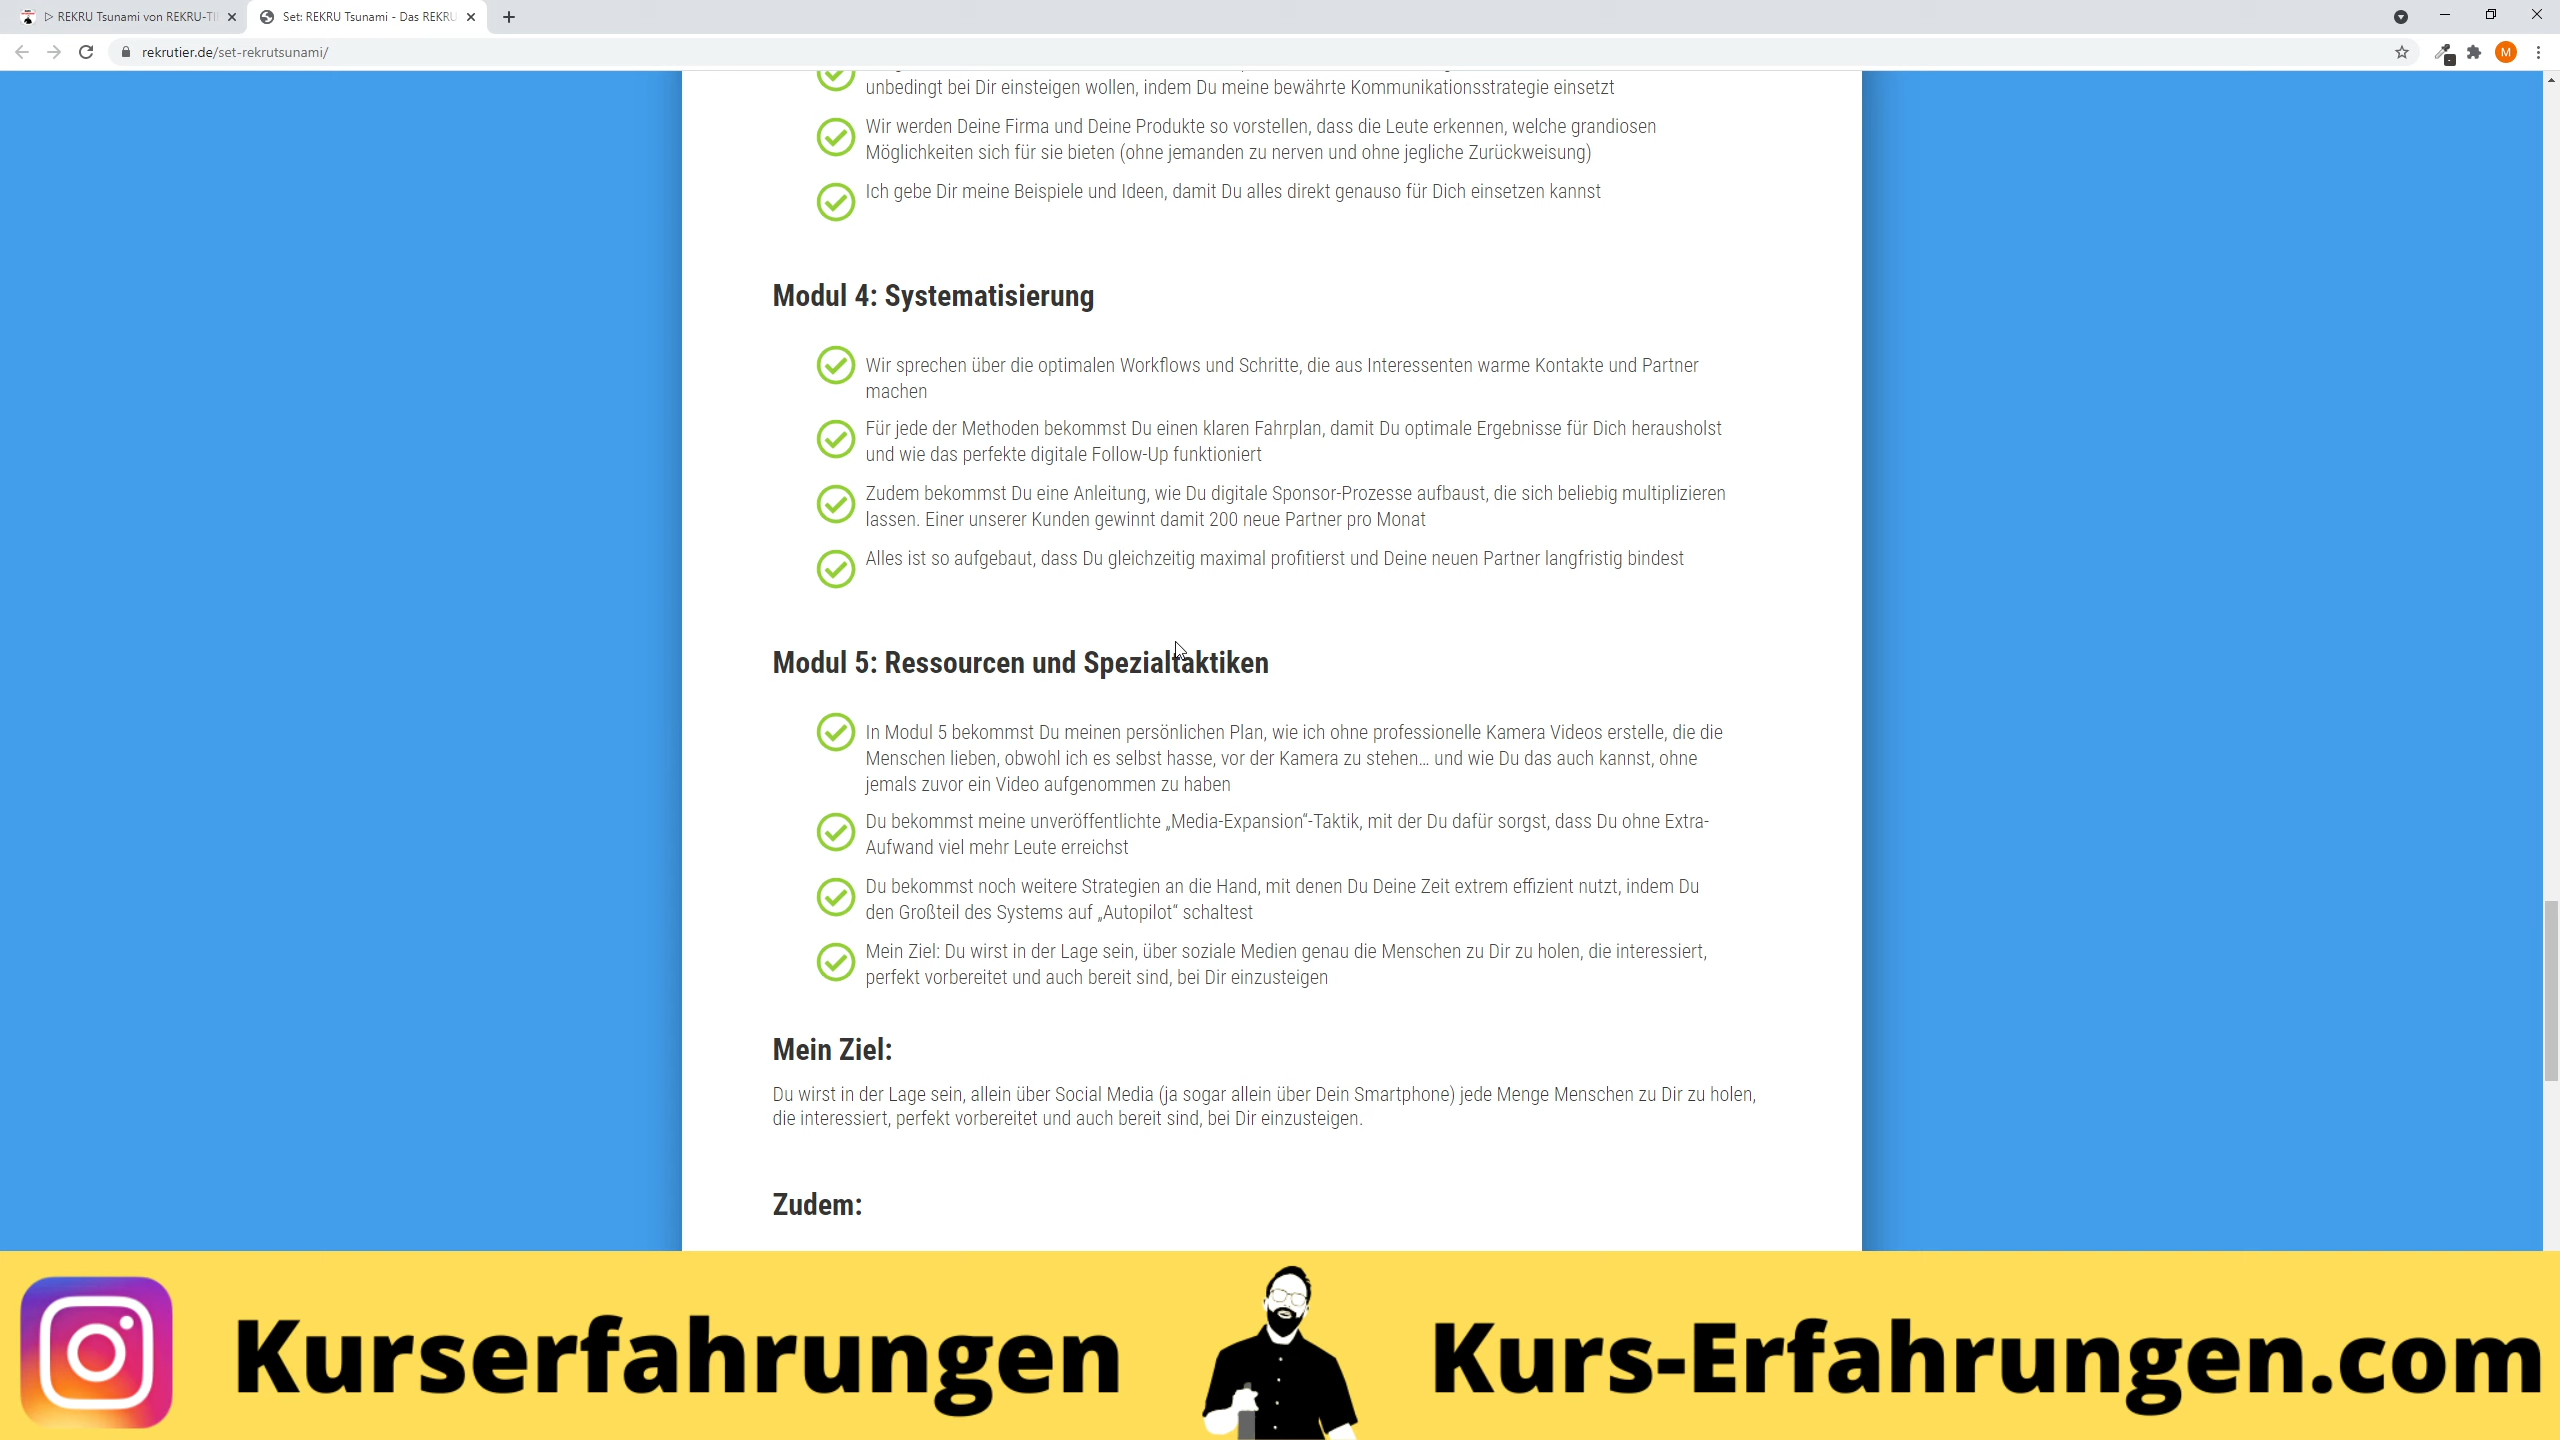 REKRU Tsunami von REKRU-TI
Set: REKRU Tsunami - Das REKRU
rekrutier.de/set-rekrutsunami/
M
unbedingt bei Dir einsteigen wollen, indem Du meine bewährte Kommunikationsstrategie einsetzt
Wir werden Deine Firma und Deine Produkte so vorstellen, dass die Leute erkennen, welche grandiosen
Möglichkeiten sich für sie bieten (ohne jemanden zu nerven und ohne jegliche Zurückweisung)
Ich gebe Dir meine Beispiele und Ideen, damit Du alles direkt genauso für Dich einsetzen kannst
Modul 4: Systematisierung
Wir sprechen über die optimalen Workflows und Schritte, die aus Interessenten warme Kontakte und Partner
machen
Für jede der Methoden bekommst Du einen klaren Fahrplan, damit Du optimale Ergebnisse für Dich herausholst
und wie das perfekte digitale Follow-Up funktioniert
Zudem bekommst Du eine Anleitung, wie Du digitale Sponsor-Prozesse aufbaust, die sich beliebig multiplizieren
lassen. Einer unserer Kunden gewinnt damit 200 neue Partner pro Monat
Alles ist so aufgebaut, dass Du gleichzeitig maximal profitierst und Deine neuen Partner langfristig bindest
Modul 5: Ressourcen und Spezialtaktiken
In Modul 5 bekommst Du meinen persönlichen Plan, wie ich ohne professionelle Kamera Videos erstelle, die die
Menschen lieben, obwohl ich es selbst hasse, vor der Kamera zu stehen... und wie Du das auch kannst, ohne
jemals zuvor ein Video aufgenommen zu haben
Du bekommst meine unveröffentlichte „Media-Expansion“-Taktik, mit der Du dafür sorgst, dass Du ohne Extra-
Aufwand viel mehr Leute erreichst
Du bekommst noch weitere Strategien an die Hand, mit denen Du Deine Zeit extrem effizient nutzt, indem Du
den Großteil des Systems auf „Autopilot“ schaltest
Mein Ziel: Du wirst in der Lage sein, über soziale Medien genau die Menschen zu Dir zu holen, die interessiert,
perfekt vorbereitet und auch bereit sind, bei Dir einzusteigen
Mein Ziel:
Du wirst in der Lage sein, allein über Social Media (ja sogar allein über Dein Smartphone) jede Menge Menschen zu Dir zu holen,
die interessiert, perfekt vorbereitet und auch bereit sind, bei Dir einzusteigen.
Zudem:
Kurserfahrungen
Kurs-Erfahrungen.com